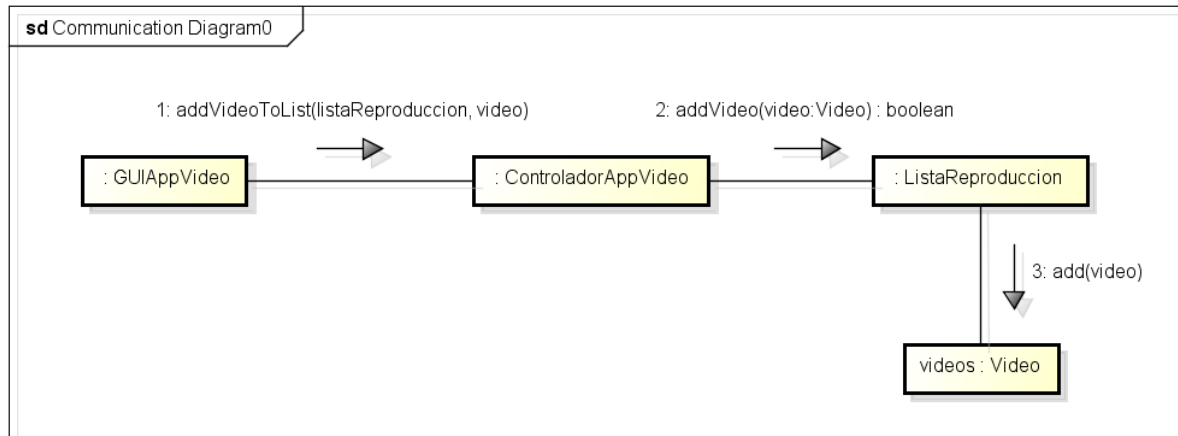 sd Communication Diagram0
1: addVideoToList(listaReproduccion, video)
2: addVideo(video:Video) : boolean
: GUIAppVideo
: ControladorAppVideo
: ListaReproduccion
3: add(video)
videos : Video